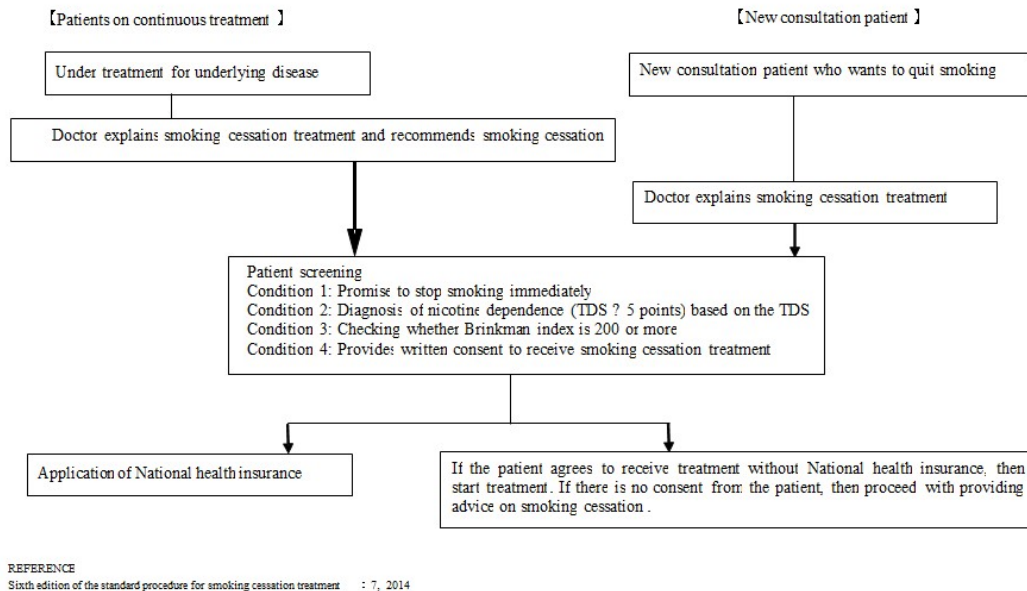 【Patients on continuous treatment 】
【New consultation patient 】
Under treatment for underlying disease
New consultation patient who wants to quit smoking
Doctor explains smoking cessation treatment and recommends smoking cessation
Doctor explains smoking cessation treatment
Patient screening
Condition 1: Promise to stop smoking immediately
Condition 2: Diagnosis of nicotine dependence (TDS ? 5 points) based on the TDS
Condition 3: Checking whether Brinkman index is 200 or more
Condition 4: Provides written consent to receive smoking cessation treatment
Application of National health insurance
If the patient agrees to receive treatment without National health insurance, then
start treatment. If there is no consent from the patient, then proceed with providing
advice on smoking cessation .
REFERENCE
Sixth edition of the standard procedure for smoking cessation treatment : 7, 2014